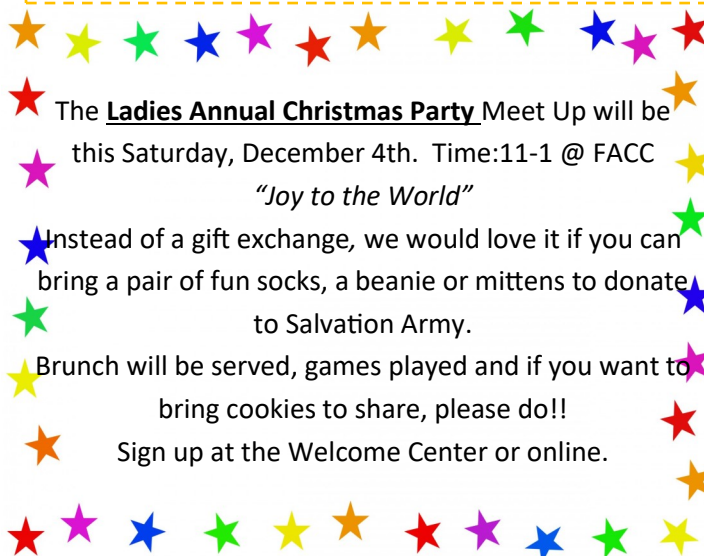 The Ladies Annual Christmas Party Meet Up will be
this Saturday, December 4th.  Time:11-1 @ FACC
“Joy to the World”
Instead of a gift exchange, we would love it if you can
bring a pair of fun socks, a beanie or mittens to donate
to Salvation Army.
Brunch will be served, games played and if you want to
bring cookies to share, please do!!
Sign up at the Welcome Center or online.